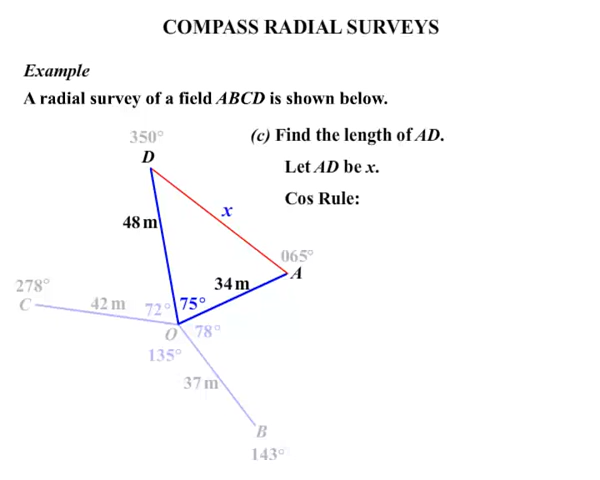 COMPASS RADIAL SURVEYS
Example
A radial survey of a field ABCD is shown below.
350°
(c) Find the length of AD.
D
Let AD be x.
Cos Rule:
x
48 m
065°
A
34 m
278°
C
42 m
72°
75°
O
78°
135°
37 m
B
143°